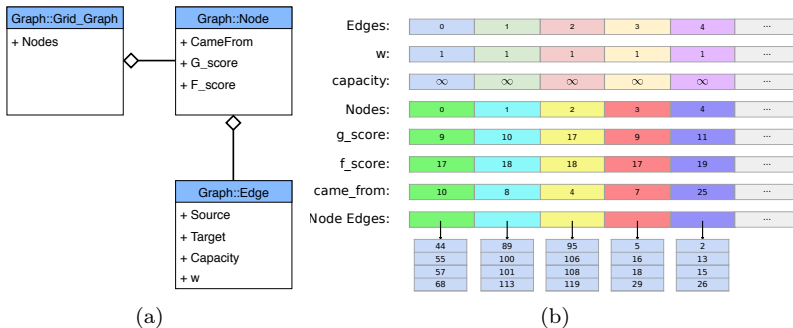 Graph::Grid_Graph
+ Nodes
Graph::Node
+ CameFrom
+ G_score
+ F_score
Graph::Edge
+ Source
+ Target
+ Capacity
+ w
(a)
Edges: 0 1 2 3 4 ...
w: 1 1 1 1 1 ...
capacity: ∞ ∞ ∞ ∞ ∞ ...
Nodes: 0 1 2 3 4 ...
g_score: 9 10 17 9 11 ...
f_score: 17 18 18 17 19 ...
came_from: 10 8 4 7 25 ...
Node Edges: ...
44 89 95 5 2
55 100 106 16 13
57 101 108 18 15
68 113 119 29 26
(b)